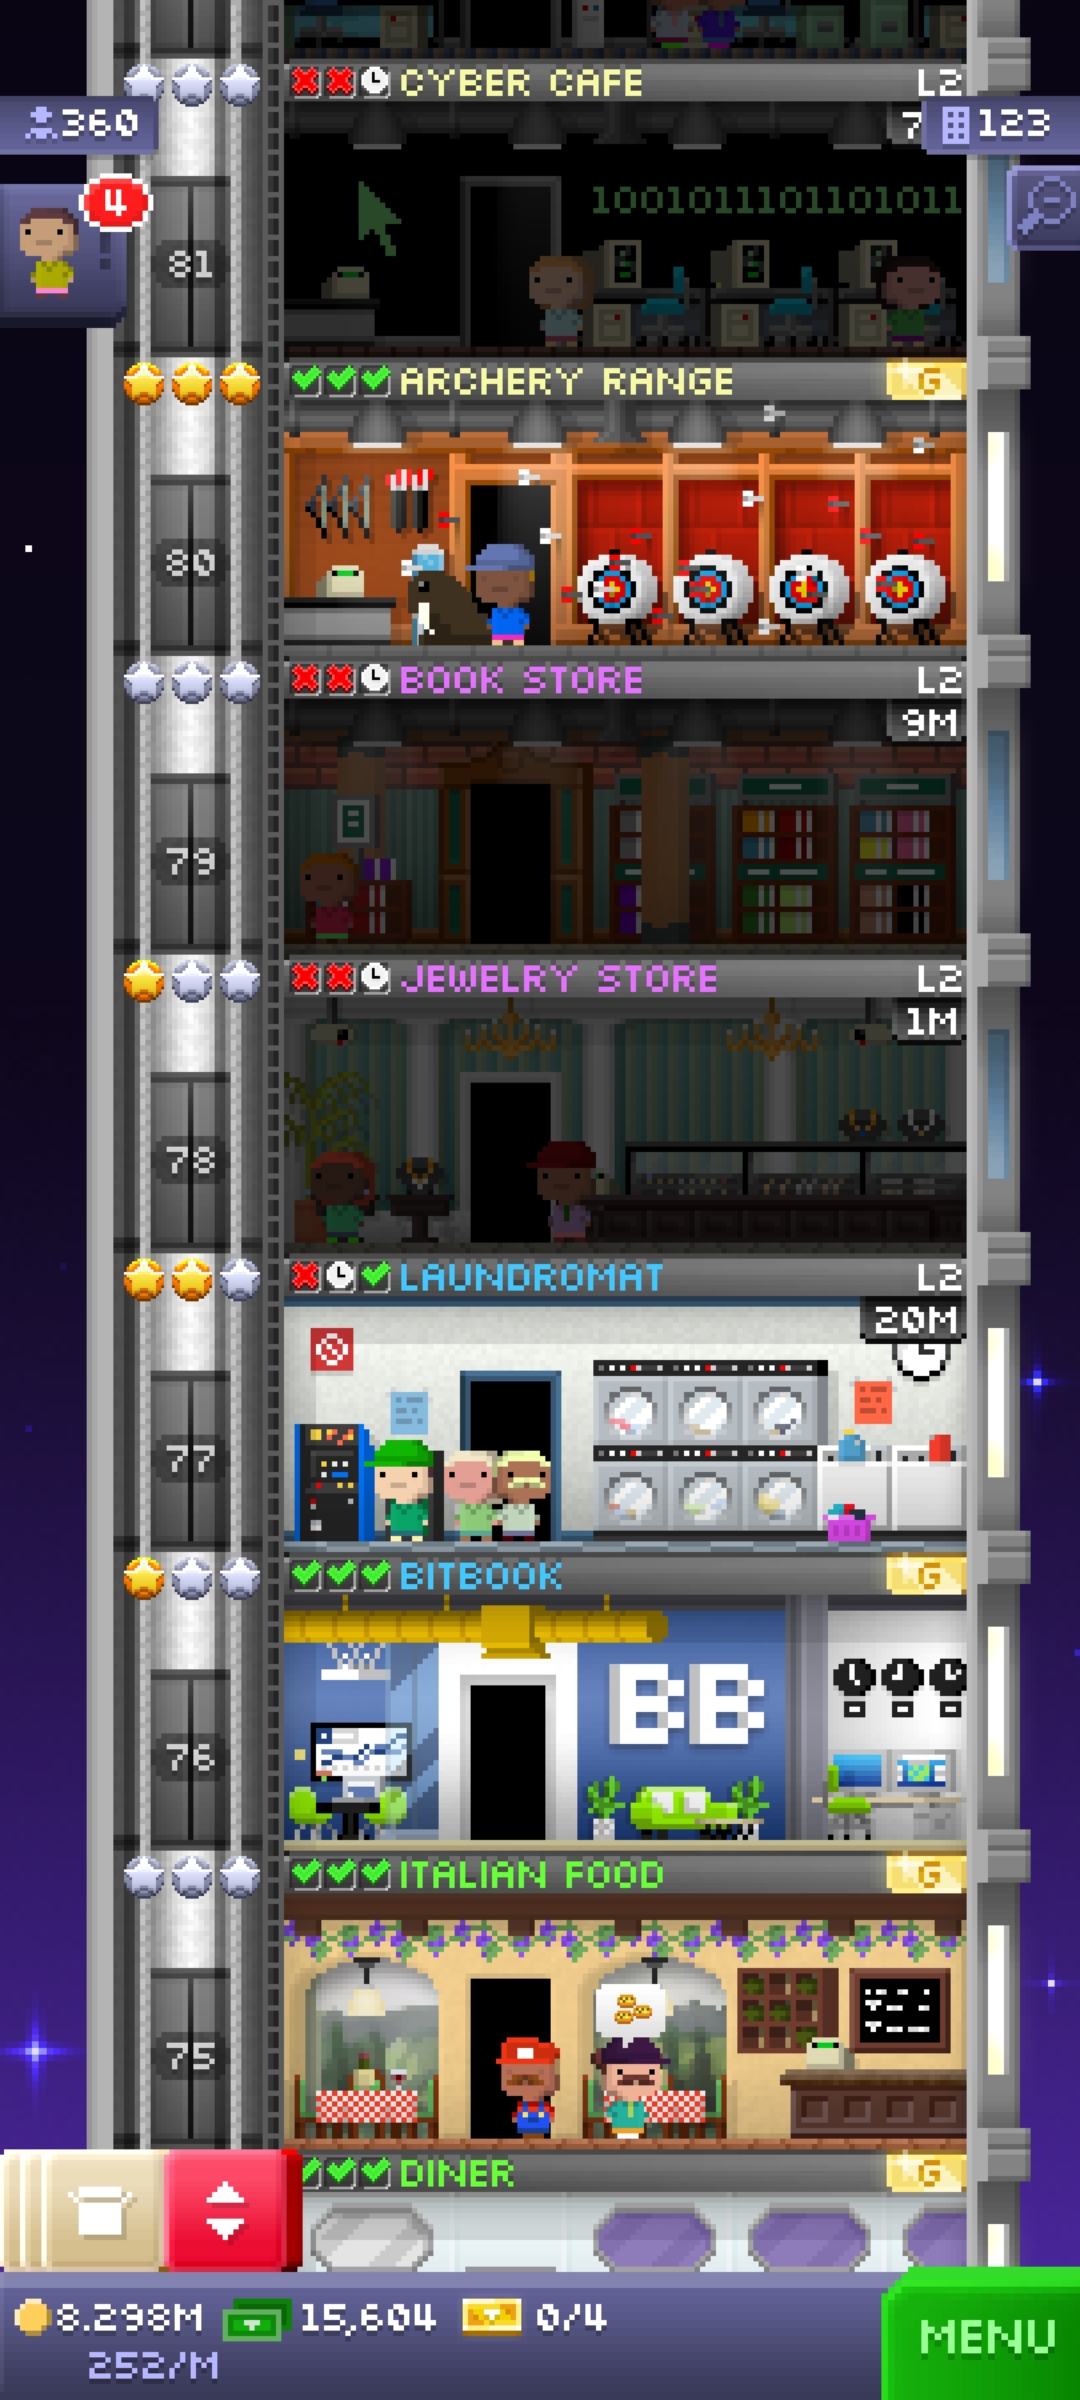 CYBER CAFE L2
360
7
123
4
100101110110101011
81
ARCHERY RANGE G
80
BOOK STORE L2
9M
79
JEWELRY STORE L2
1M
78
LAUNDROMAT L2
20M
77
BITBOOK G
BB
76
ITALIAN FOOD G
75
DINER G
8.298M 15,604 0/4
252/M
MENU